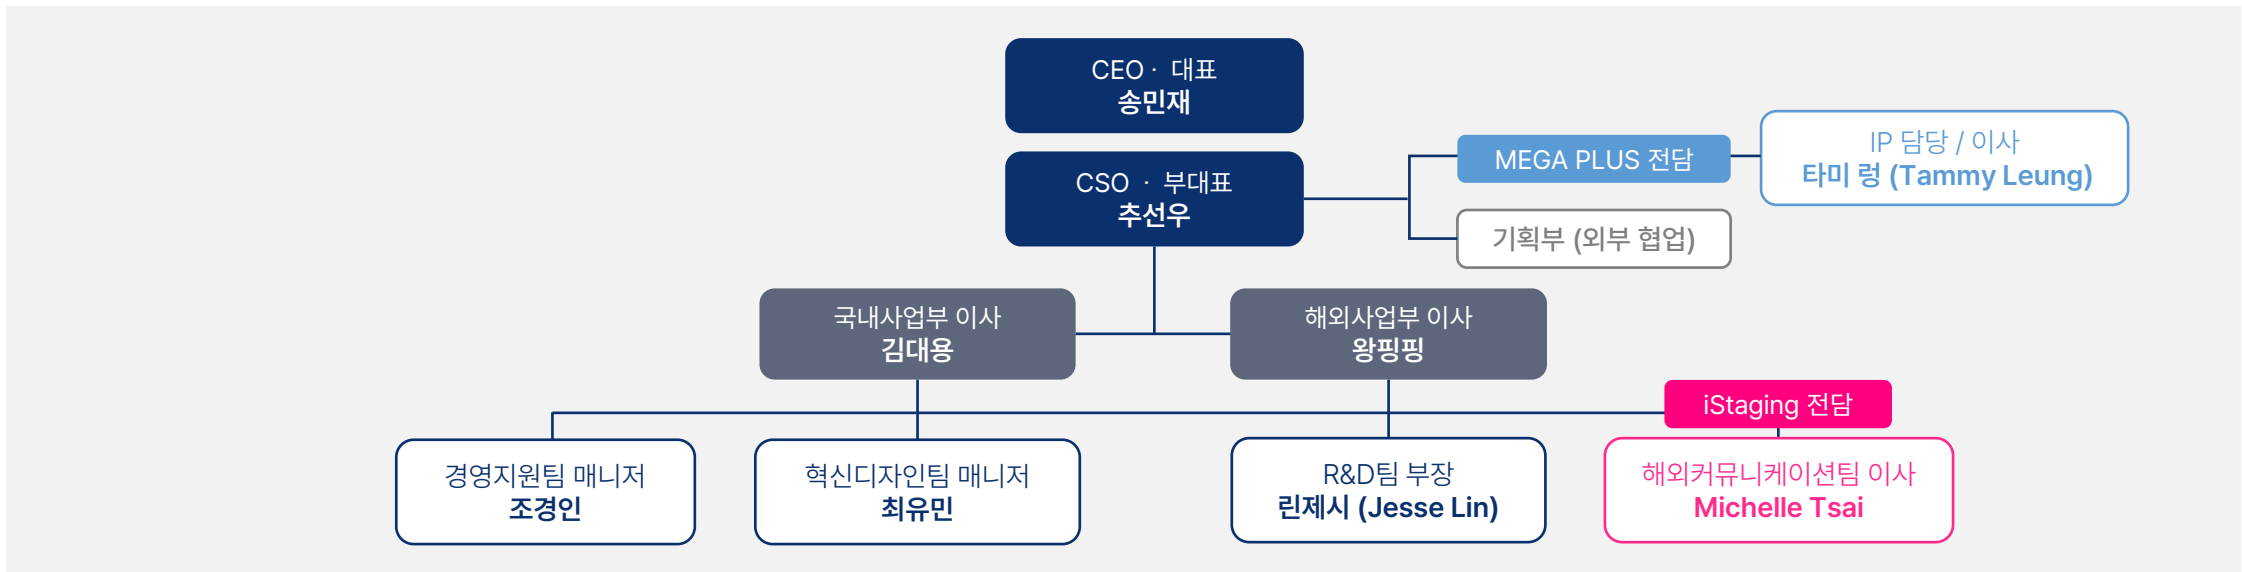 CEO · 대표
송민재
CSO · 부대표
추선우
MEGA PLUS 전담
IP 담당 / 이사
타미 렁 (Tammy Leung)
기획부 (외부 협업)
국내사업부 이사
김대용
해외사업부 이사
왕핑핑
iStaging 전담
경영지원팀 매니저
조경인
혁신디자인팀 매니저
최유민
R&D팀 부장
린제시 (Jesse Lin)
해외커뮤니케이션팀 이사
Michelle Tsai